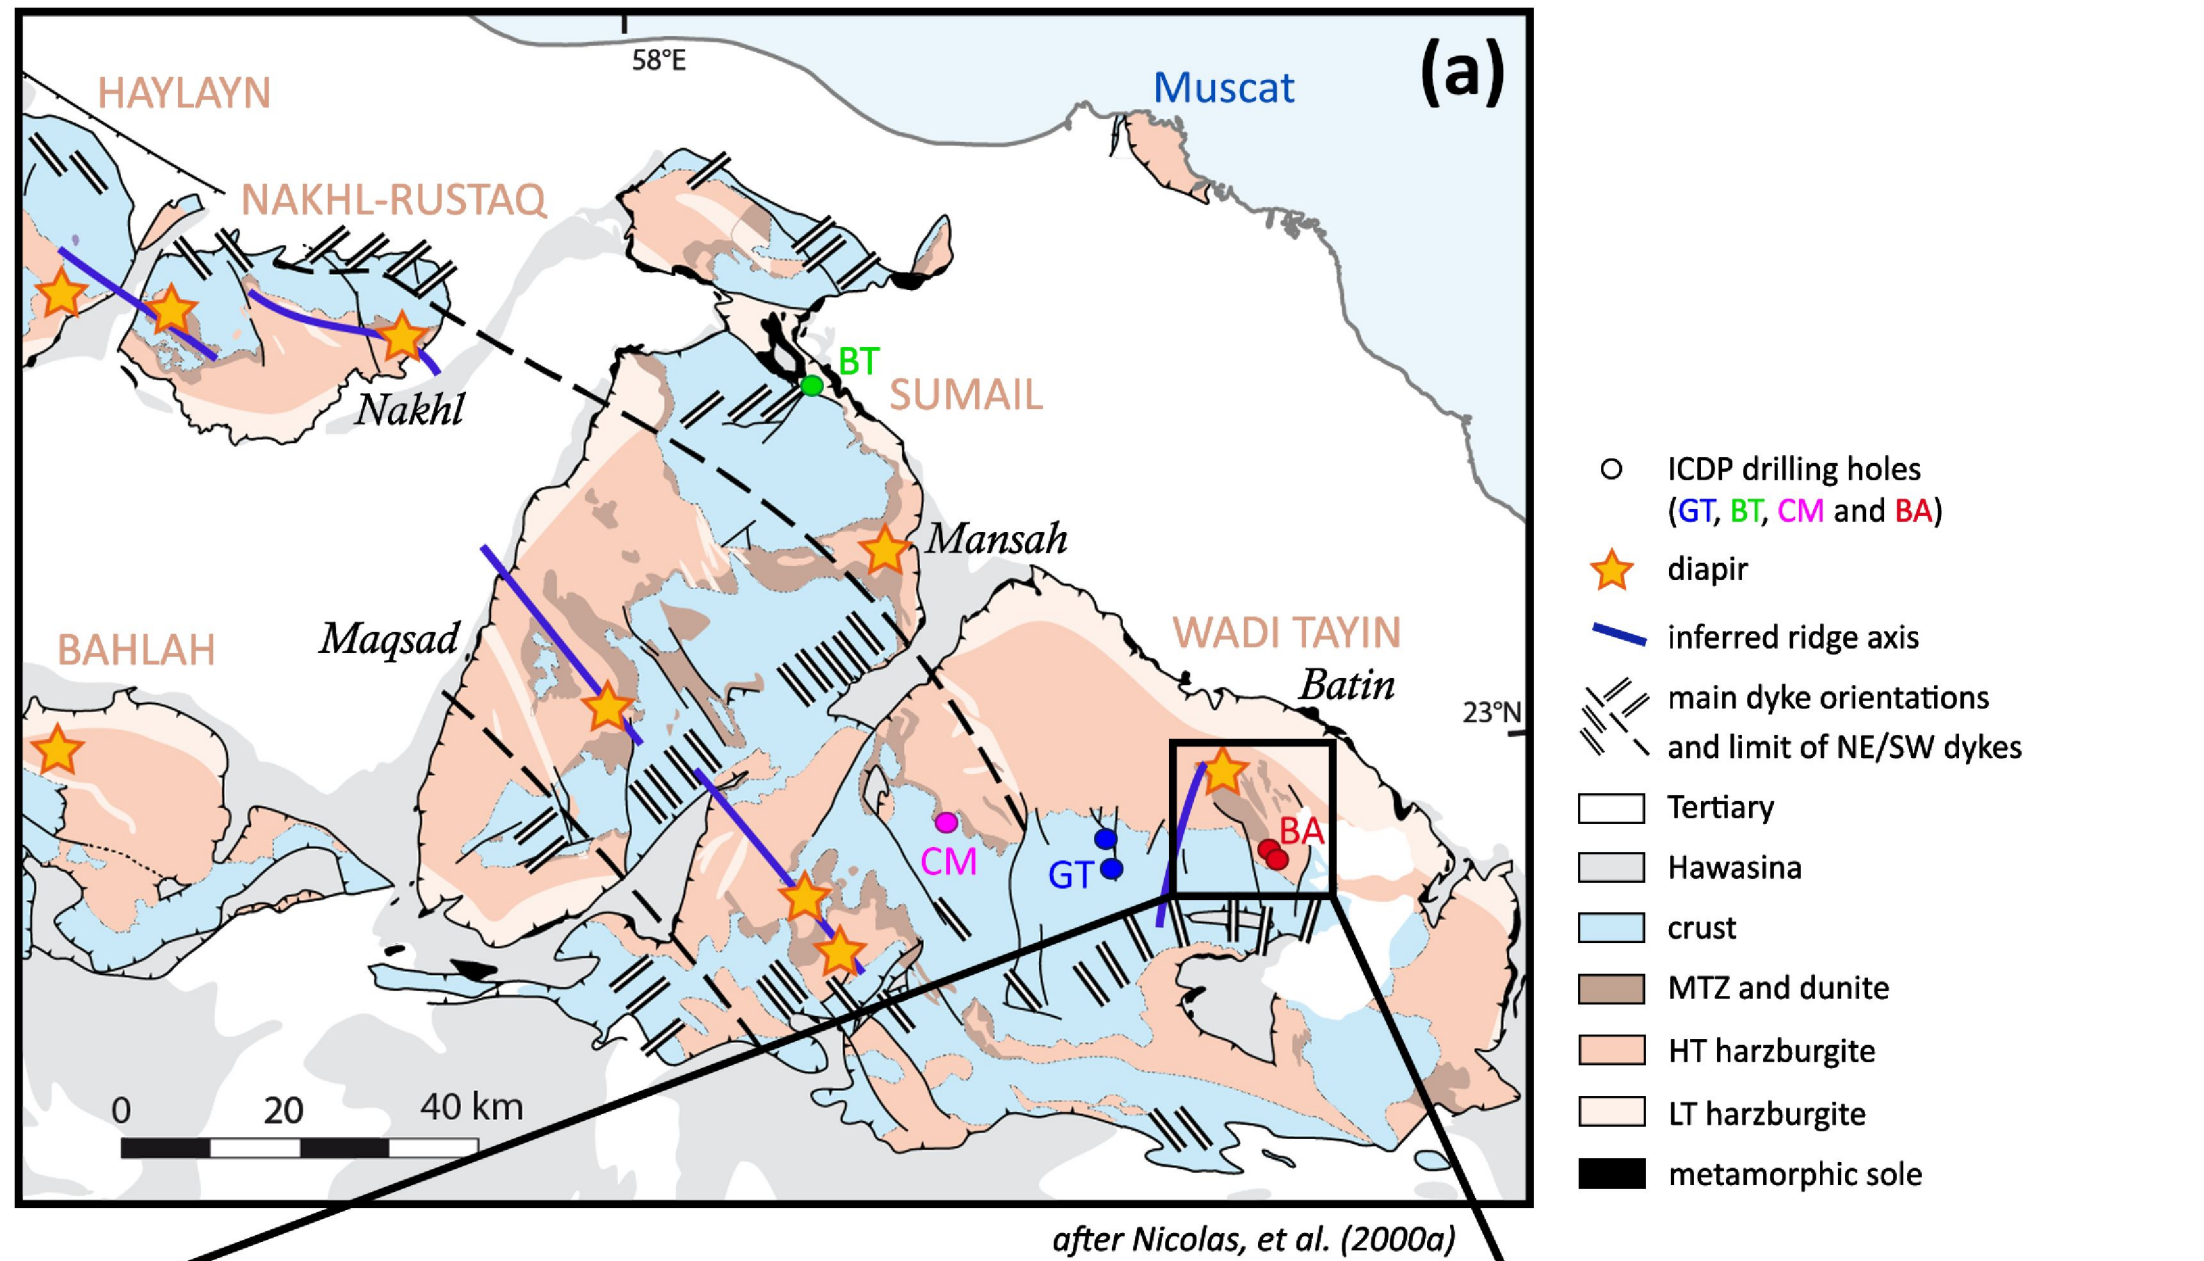 (a)
58°E
Muscat
HAYLAYN
NAKHL-RUSTAQ
BT
SUMAIL
Nakhl
Mansah
Maqsad
BAHLAH
WADI TAYIN
Batin
23°N
BA
CM
GT
0 20 40 km
after Nicolas, et al. (2000a)
ICDP drilling holes
(GT, BT, CM and BA)
diapir
inferred ridge axis
main dyke orientations
and limit of NE/SW dykes
Tertiary
Hawasina
crust
MTZ and dunite
HT harzburgite
LT harzburgite
metamorphic sole